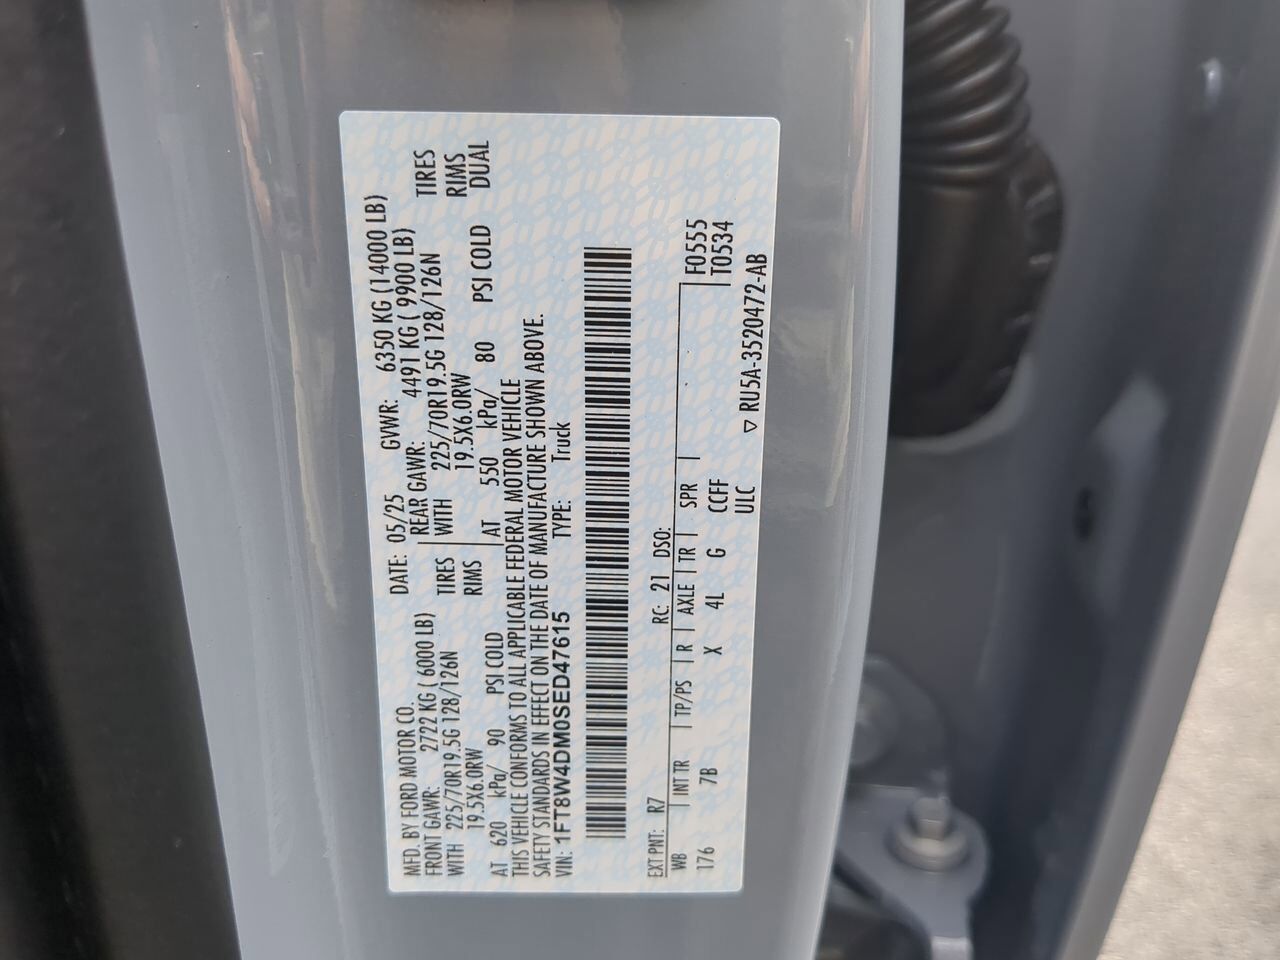 MFD. BY FORD MOTOR CO.
DATE: 05/25 GVWR: 6350 KG (14000 LB)
FRONT GAWR: 2722 KG ( 6000 LB)
REAR GAWR: 4491 KG ( 9900 LB)
WITH 225/70R19.5G 128/126N TIRES
WITH 225/70R19.5G 128/126N TIRES
19.5X6.0RW RIMS
19.5X6.0RW RIMS
AT 620 kPa/ 90 PSI COLD
AT 550 kPa/ 80 PSI COLD DUAL
THIS VEHICLE CONFORMS TO ALL APPLICABLE FEDERAL MOTOR VEHICLE
SAFETY STANDARDS IN EFFECT ON THE DATE OF MANUFACTURE SHOWN ABOVE.
VIN: 1FT8W4DM0SED47615 TYPE: Truck
EXT PNT: R7 RC: 21 DSO: F0555
WB INT TR TP/PS R AXLE TR SPR T0534
176 7B X 4L G CCFF
ULC ▽ RU5A-3520472-AB